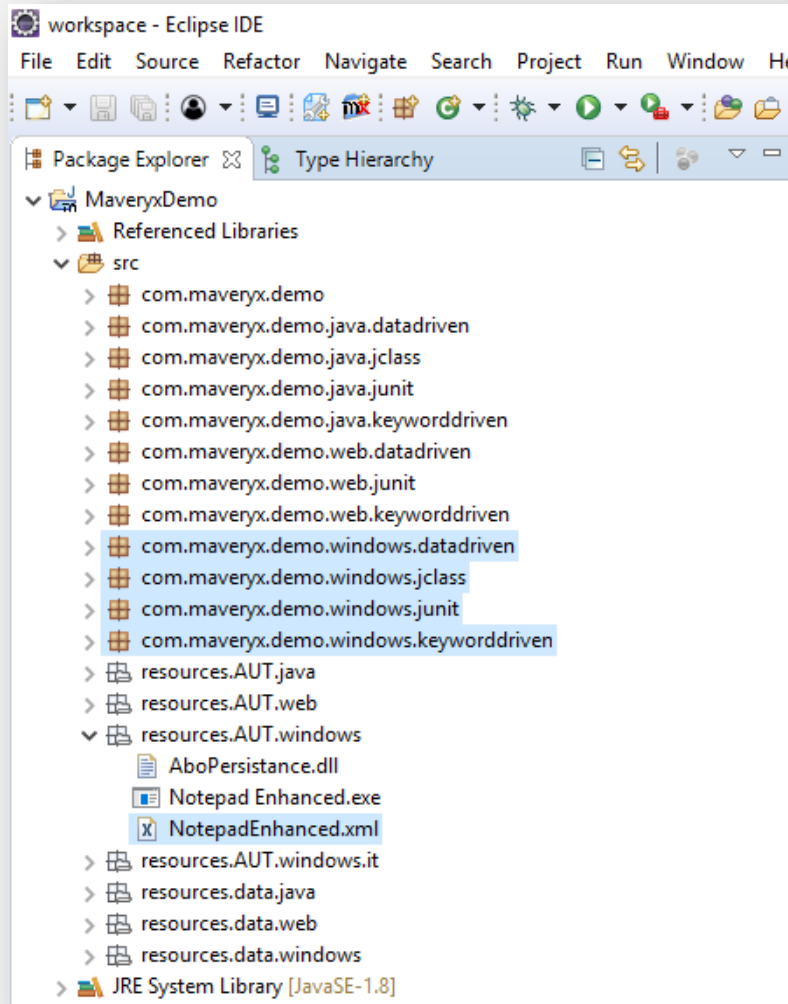 workspace - Eclipse IDE
File Edit Source Refactor Navigate Search Project Run Window He
Package Explorer Type Hierarchy
MaveryxDemo
Referenced Libraries
src
com.maveryx.demo
com.maveryx.demo.java.datadriven
com.maveryx.demo.java.jclass
com.maveryx.demo.java.junit
com.maveryx.demo.java.keyworddriven
com.maveryx.demo.web.datadriven
com.maveryx.demo.web.junit
com.maveryx.demo.web.keyworddriven
com.maveryx.demo.windows.datadriven
com.maveryx.demo.windows.jclass
com.maveryx.demo.windows.junit
com.maveryx.demo.windows.keyworddriven
resources.AUT.java
resources.AUT.web
resources.AUT.windows
AboPersistance.dll
Notepad Enhanced.exe
NotepadEnhanced.xml
resources.AUT.windows.it
resources.data.java
resources.data.web
resources.data.windows
JRE System Library [JavaSE-1.8]